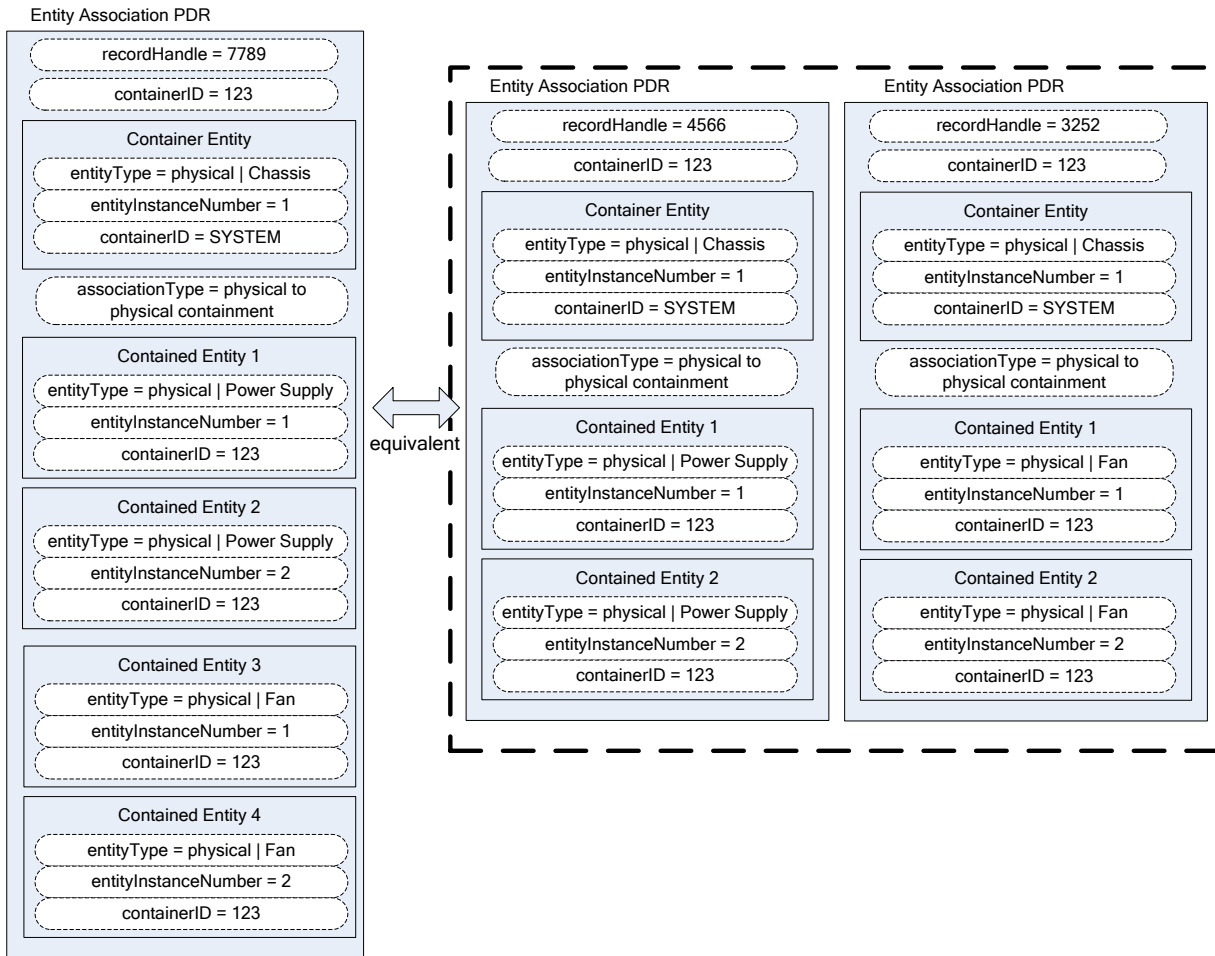 Entity Association PDR
recordHandle = 7789
containerID = 123
Container Entity
entityType = physical | Chassis
entityInstanceNumber = 1
containerID = SYSTEM
associationType = physical to
physical containment
Contained Entity 1
entityType = physical | Power Supply
entityInstanceNumber = 1
containerID = 123
Contained Entity 2
entityType = physical | Power Supply
entityInstanceNumber = 2
containerID = 123
Contained Entity 3
entityType = physical | Fan
entityInstanceNumber = 1
containerID = 123
Contained Entity 4
entityType = physical | Fan
entityInstanceNumber = 2
containerID = 123
equivalent
Entity Association PDR
recordHandle = 4566
containerID = 123
Container Entity
entityType = physical | Chassis
entityInstanceNumber = 1
containerID = SYSTEM
associationType = physical to
physical containment
Contained Entity 1
entityType = physical | Power Supply
entityInstanceNumber = 1
containerID = 123
Contained Entity 2
entityType = physical | Power Supply
entityInstanceNumber = 2
containerID = 123
Entity Association PDR
recordHandle = 3252
containerID = 123
Container Entity
entityType = physical | Chassis
entityInstanceNumber = 1
containerID = SYSTEM
associationType = physical to
physical containment
Contained Entity 1
entityType = physical | Fan
entityInstanceNumber = 1
containerID = 123
Contained Entity 2
entityType = physical | Fan
entityInstanceNumber = 2
containerID = 123